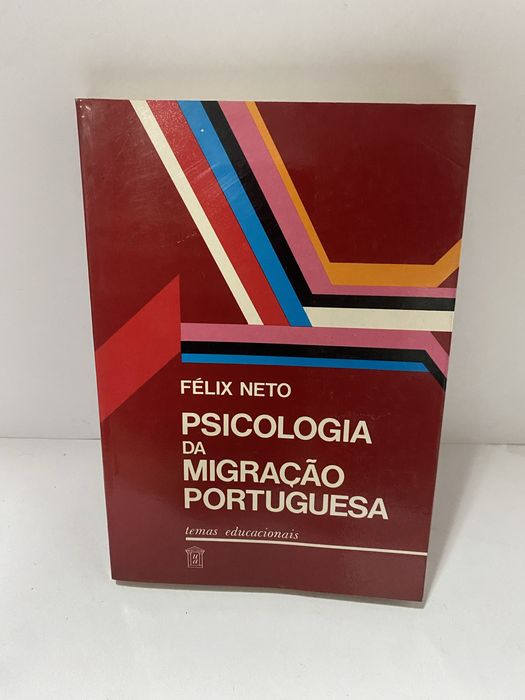 FÉLIX NETO
PSICOLOGIA
DA
MIGRAÇÃO
PORTUGUESA
temas educacionais